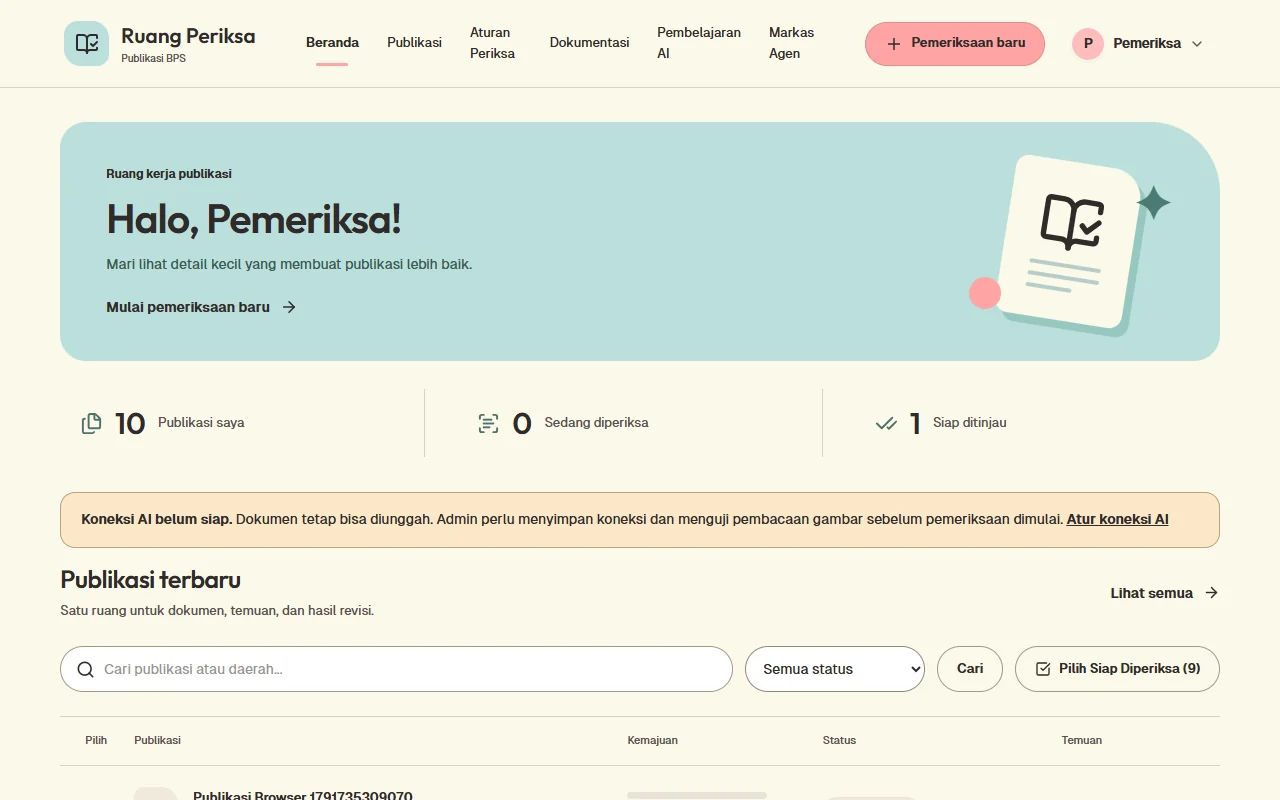 Ruang Periksa
Publikasi BPS
Beranda
Publikasi
Aturan
Periksa
Dokumentasi
Pembelajaran
AI
Markas
Agen
Pemeriksaan baru
P
Pemeriksa
Ruang kerja publikasi
Halo, Pemeriksa!
Mari lihat detail kecil yang membuat publikasi lebih baik.
Mulai pemeriksaan baru
10 Publikasi saya
0 Sedang diperiksa
1 Siap ditinjau
Koneksi AI belum siap. Dokumen tetap bisa diunggah. Admin perlu menyimpan koneksi dan menguji pembacaan gambar sebelum pemeriksaan dimulai. Atur koneksi AI
Publikasi terbaru
Satu ruang untuk dokumen, temuan, dan hasil revisi.
Lihat semua
Cari publikasi atau daerah...
Semua status
Cari
Pilih Siap Diperiksa (9)
Pilih
Publikasi
Kemajuan
Status
Temuan
Publikasi Browser 1791735309070